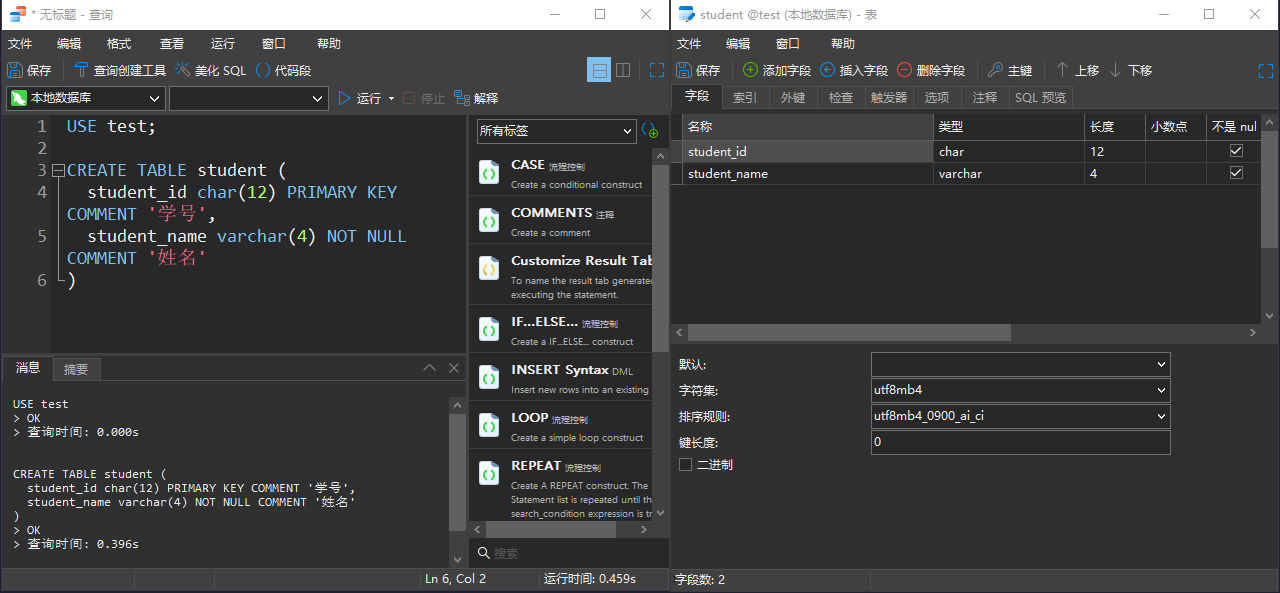 * 无标题 - 查询
文件 编辑 格式 查看 运行 窗口 帮助
保存 查询创建工具 美化 SQL 代码段
本地数据库 运行 停止 解释
1 USE test;
2
3 CREATE TABLE student (
4 student_id char(12) PRIMARY KEY
COMMENT '学号',
5 student_name varchar(4) NOT NULL
COMMENT '姓名'
6 )
所有标签
CASE 流程控制
Create a conditional construct
COMMENTS 注释
Create a comment
Customize Result Tab
To name the result tab generated
executing the statement.
IF...ELSE... 流程控制
Create a IF...ELSE... construct
INSERT Syntax DML
Insert new rows into an existing
LOOP 流程控制
Create a simple loop construct
REPEAT 流程控制
Create A REPEAT construct. The
Statement list is repeated until th
search_condition expression is tr
搜索
消息 摘要
USE test
> OK
> 查询时间: 0.000s
CREATE TABLE student (
student_id char(12) PRIMARY KEY COMMENT '学号',
student_name varchar(4) NOT NULL COMMENT '姓名'
)
> OK
> 查询时间: 0.396s
Ln 6, Col 2 运行时间: 0.459s
student @test (本地数据库) - 表
文件 编辑 窗口 帮助
保存 添加字段 插入字段 删除字段 主键 上移 下移
字段 索引 外键 检查 触发器 选项 注释 SQL 预览
名称 类型 长度 小数点 不是 nul
student_id char 12
student_name varchar 4
默认:
字符集: utf8mb4
排序规则: utf8mb4_0900_ai_ci
键长度: 0
二进制
字段数: 2